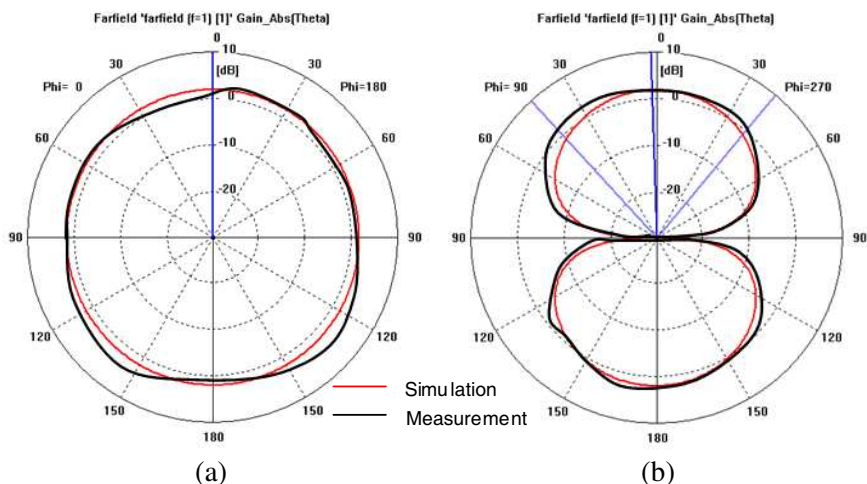 Farfield 'farfield (f=1) [1]' Gain_Abs(Theta)
0
10
30
30
[dB]
Phi= 0
Phi=180
0
60
60
-10
-20
90
90
120
120
150
150
180
(a)
Farfield 'farfield (f=1) [1]' Gain_Abs(Theta)
0
10
30
30
[dB]
Phi= 90
Phi=270
0
60
60
-10
-20
90
90
120
120
150
150
180
(b)
Simulation
Measurement